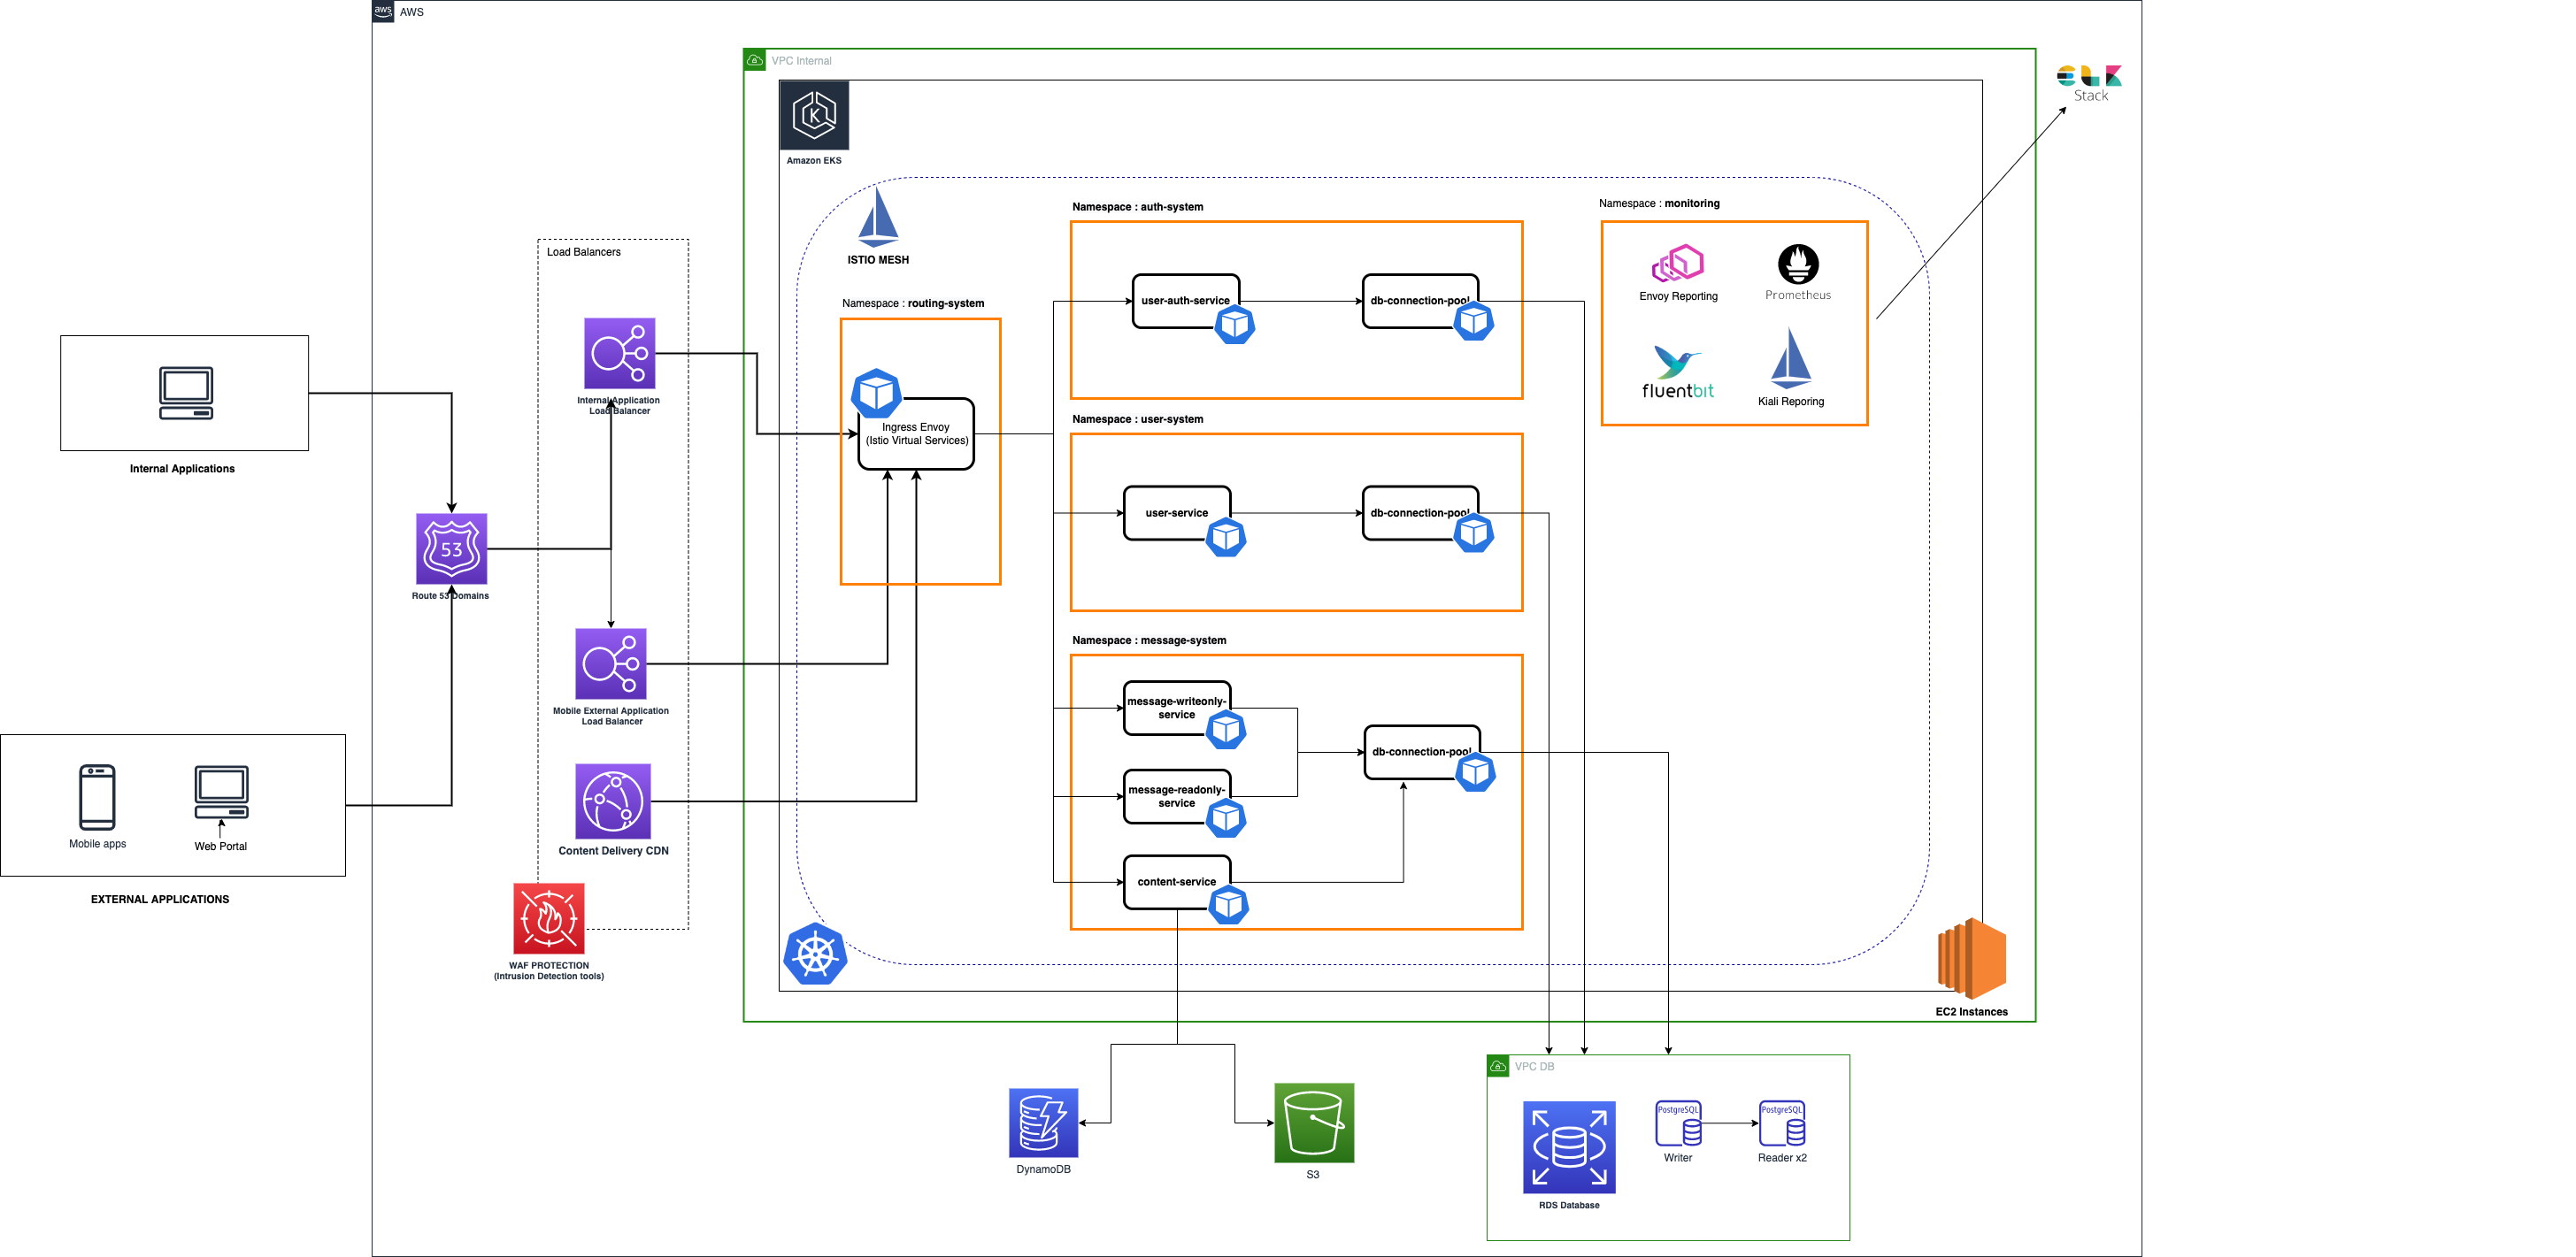 aws
AWS
VPC Internal
Amazon EKS
ELK
Stack
Load Balancers
ISTIO MESH
Namespace : routing-system
Namespace : auth-system
Namespace : monitoring
user-auth-service
db-connection-pool
Envoy Reporting
Prometheus
fluentbit
Kiali Reporing
Internal Application
Load Balancer
Ingress Envoy
(Istio Virtual Services)
Internal Applications
Namespace : user-system
user-service
db-connection-pool
53
Route 53 Domains
Namespace : message-system
message-writeonly-
service
Mobile External Application
Load Balancer
db-connection-pool
message-readonly-
service
Mobile apps
Web Portal
Content Delivery CDN
content-service
EXTERNAL APPLICATIONS
WAF PROTECTION
(Intrusion Detection tools)
EC2 Instances
VPC DB
PostgreSQL
PostgreSQL
Writer
Reader x2
DynamoDB
S3
RDS Database